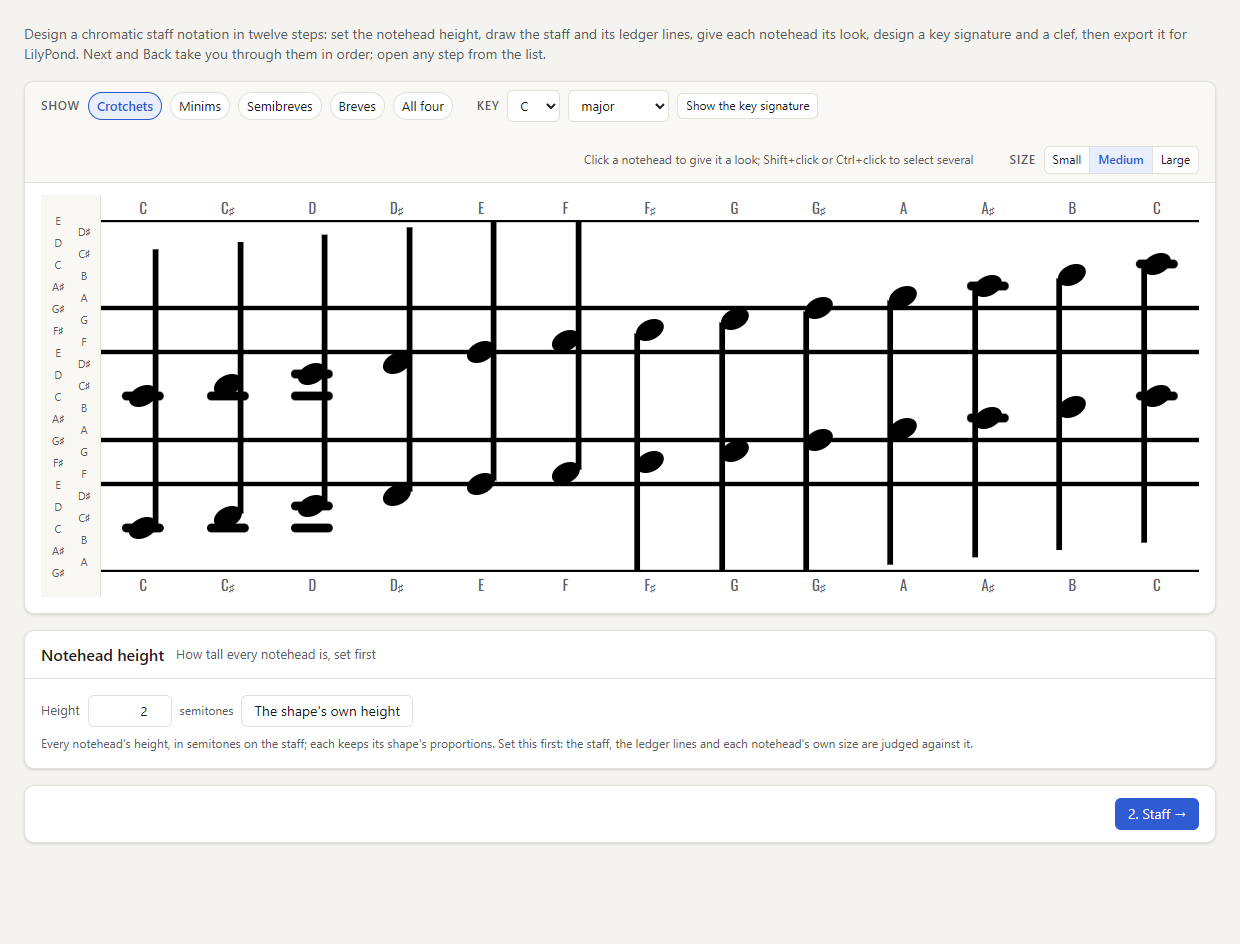 Design a chromatic staff notation in twelve steps: set the notehead height, draw the staff and its ledger lines, give each notehead its look, design a key signature and a clef, then export it for
LilyPond. Next and Back take you through them in order; open any step from the list.
SHOW Crotchets Minims Semibreves Breves All four KEY C major Show the key signature
Click a notehead to give it a look; Shift+click or Ctrl+click to select several SIZE Small Medium Large
C C♯ D D♯ E F F♯ G G♯ A A♯ B C
E
D♯
D
C♯
C
B
A♯
A
G♯
G
F♯
F
E
D♯
D
C♯
C
B
A♯
A
G♯
G
F♯
F
E
D♯
D
C♯
C
B
A♯
A
G♯
C C♯ D D♯ E F F♯ G G♯ A A♯ B C
Notehead height How tall every notehead is, set first
Height 2 semitones The shape's own height
Every notehead's height, in semitones on the staff; each keeps its shape's proportions. Set this first: the staff, the ledger lines and each notehead's own size are judged against it.
2. Staff →